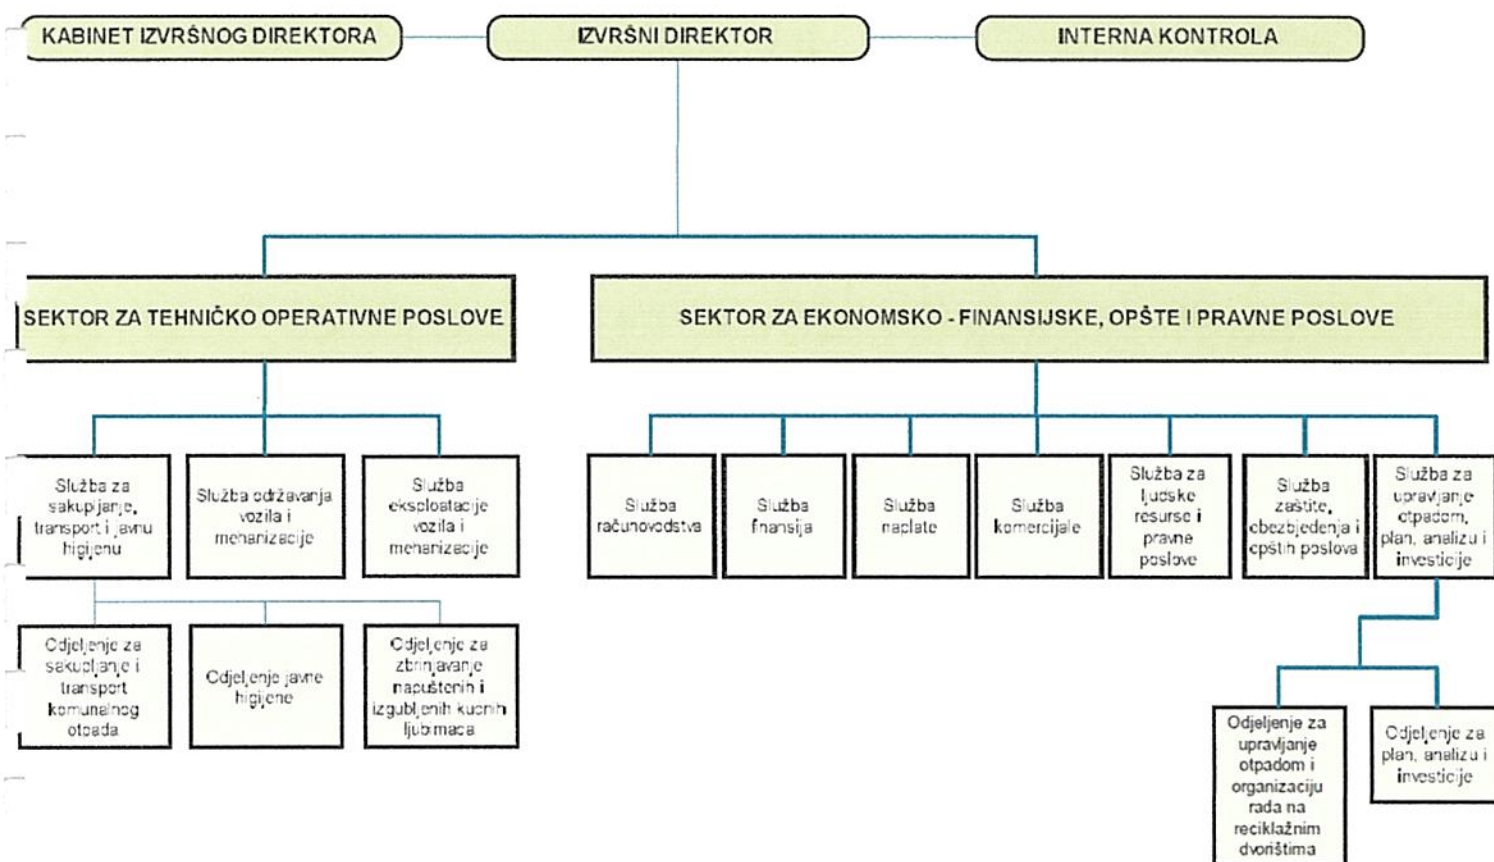 KABINET IZVRŠNOG DIREKTORA
IZVRŠNI DIREKTOR
INTERNA KONTROLA
SEKTOR ZA TEHNIČKO OPERATIVNE POSLOVE
SEKTOR ZA EKONOMSKO - FINANSIJSKE, OPŠTE I PRAVNE POSLOVE
Služba za
sakupljanje,
transport i javnu
higijenu
Služba održavanja
vozila i
mehanizacije
Služba
eksploatacije
vozila i
mehanizacije
Služba
računovodstva
Služba
finansija
Služba
naplate
Služba
komercijale
Služba za
ljudske
resurse i
pravne
poslove
Služba
zaštite,
obezbjeđenja i
opštih poslova
Služba za
upravljanje
otpadom,
plan, analizu i
investicije
Odjeljenje za
sakupljanje i
transport
komunalnog
otpada
Odjeljenje javne
higijene
Odjeljenje za
zbrinjavanje
napuštenih i
izgubljenih kućnih
ljubimaca
Odjeljenje za
upravljanje
otpadom i
organizaciju
rada na
reciklažnim
dvorištima
Odjeljenje za
plan, analizu i
investicije